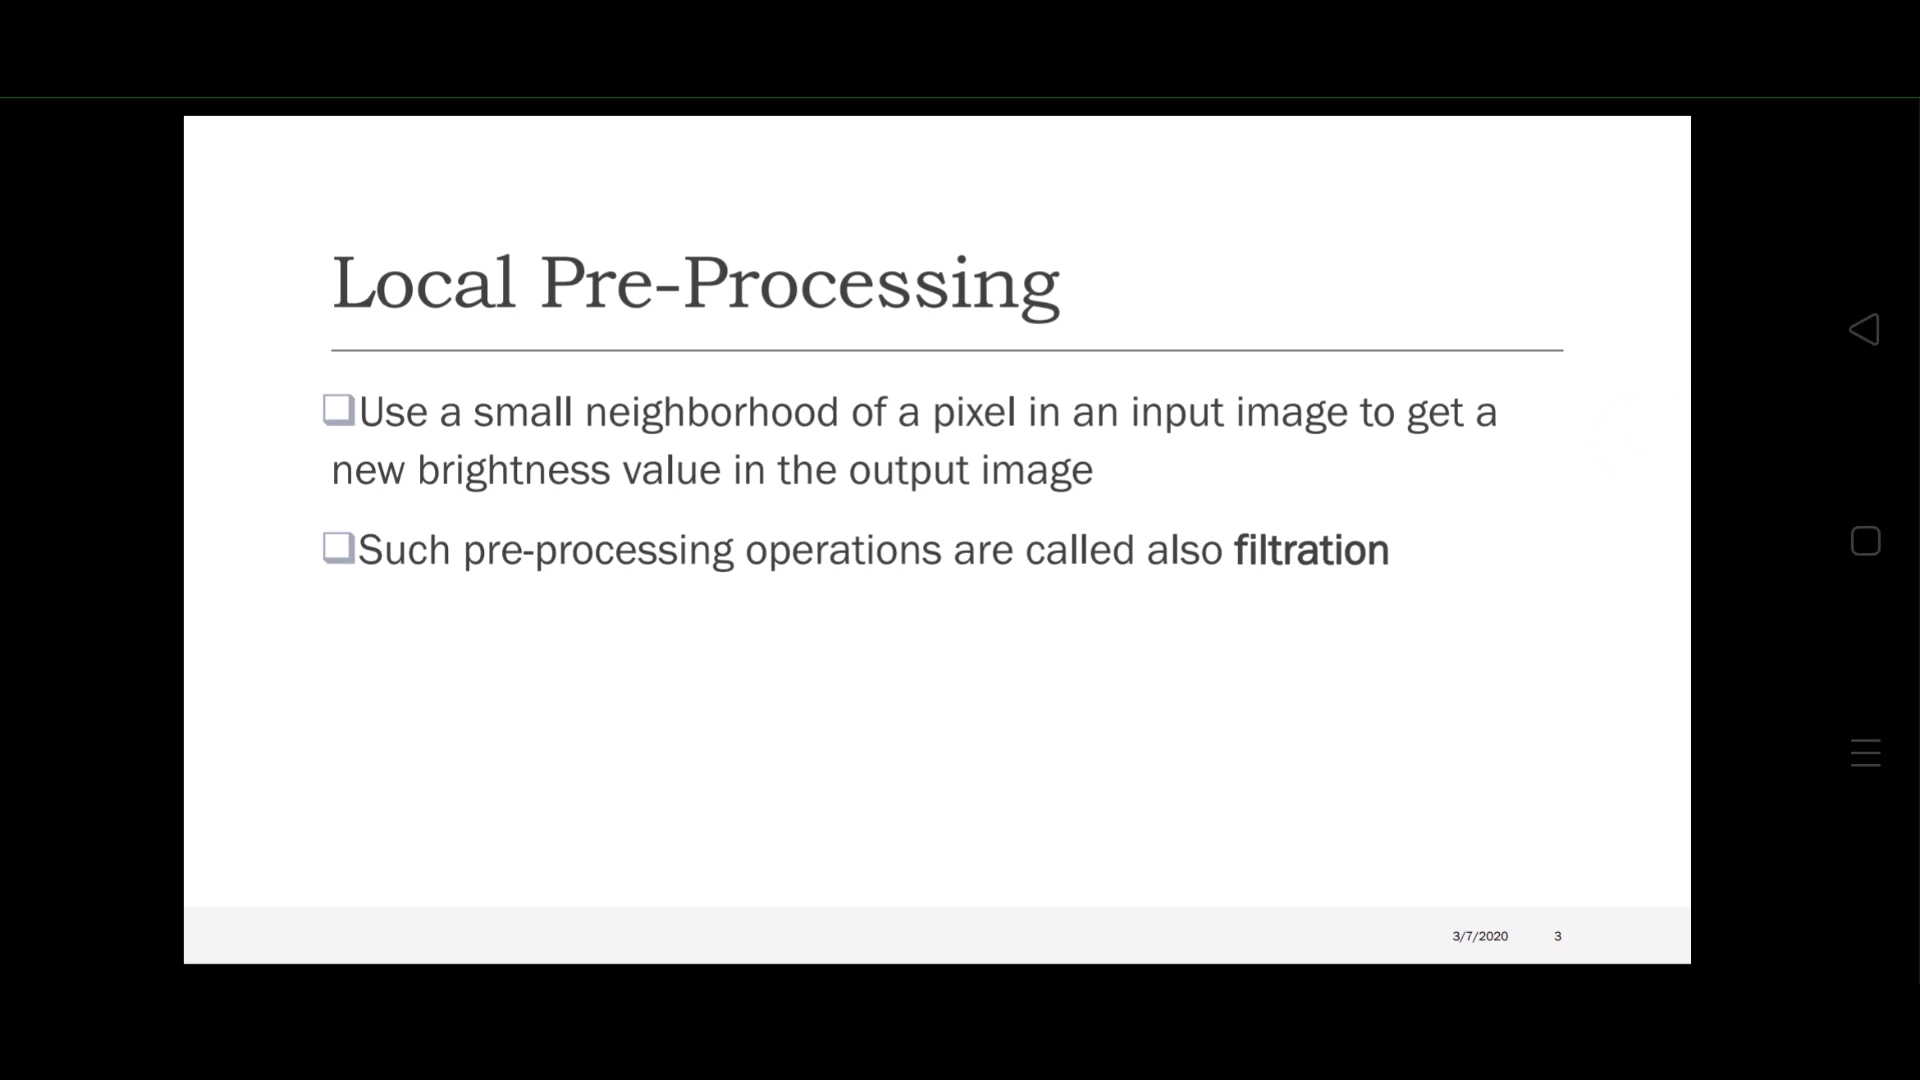 Local Pre-Processing
Use a small neighborhood of a pixel in an input image to get a
new brightness value in the output image
Such pre-processing operations are called also filtration
3/7/2020 3